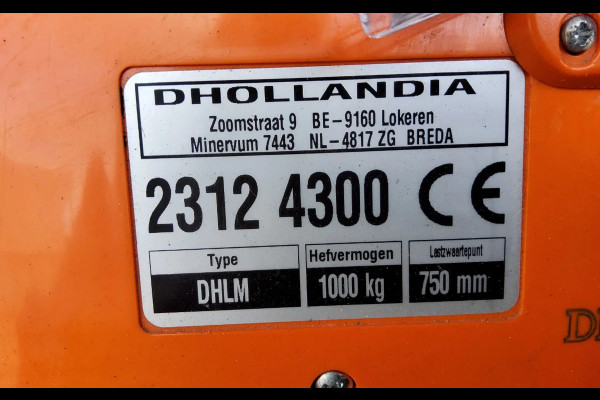 DHOLLANDIA
Zoomstraat 9 BE-9160 Lokeren
Minervum 7443 NL-4817 ZG BREDA
2312 4300 CE
Type Hefvermogen Lastzwaartepunt
DHLM 1000 kg 750 mm